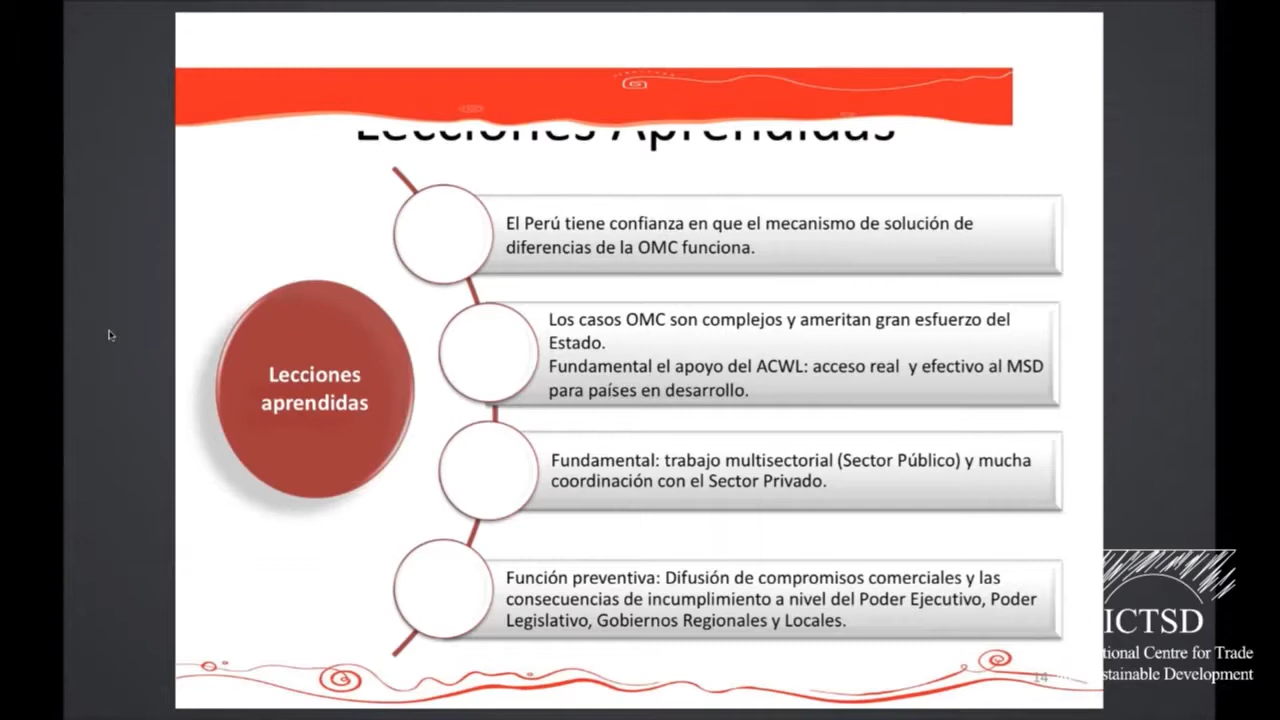 Lecciones Aprendidas
El Perú tiene confianza en que el mecanismo de solución de
diferencias de la OMC funciona.
Los casos OMC son complejos y ameritan gran esfuerzo del
Estado.
Fundamental el apoyo del ACWL: acceso real y efectivo al MSD
para países en desarrollo.
Lecciones
aprendidas
Fundamental: trabajo multisectorial (Sector Público) y mucha
coordinación con el Sector Privado.
Función preventiva: Difusión de compromisos comerciales y las
consecuencias de incumplimiento a nivel del Poder Ejecutivo, Poder
Legislativo, Gobiernos Regionales y Locales.
14
ICTSD
tional Centre for Trade
stainable Development